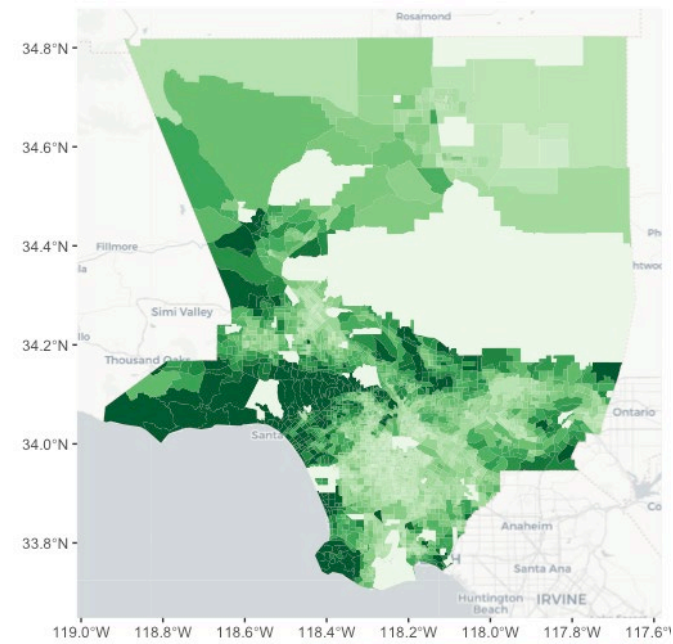 Rosamond
34.8°N
34.6°N
34.4°N
Fillmore
Simi Valley
34.2°N
Thousand Oaks
Ontario
34.0°N
Santa
33.8°N
Anaheim
Santa Ana
Huntington
Beach
IRVINE
119.0°W 118.8°W 118.6°W 118.4°W 118.2°W 118.0°W 117.8°W 117.6°W